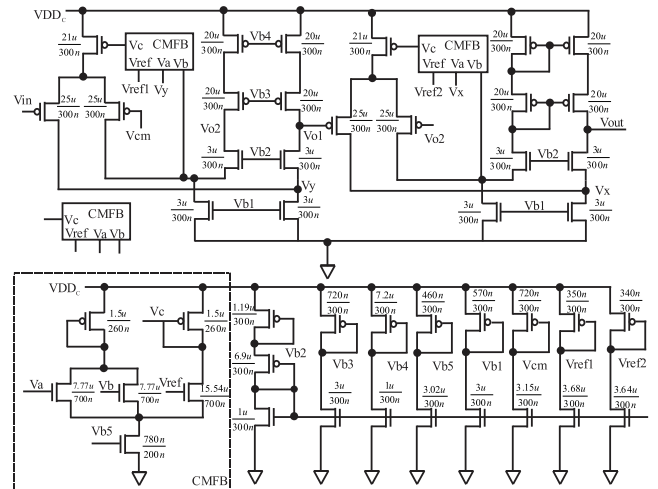 VDDC
21u
300n
Vc CMFB
Vref Va Vb
Vref1 Vy
20u
300n
Vb4
20u
300n
21u
300n
Vc CMFB
Vref Va Vb
Vref2 Vx
20u
300n
20u
300n
Vin
25u
300n
25u
300n
Vcm
20u
300n
Vb3
20u
300n
Vo2
Vo1
25u
300n
25u
300n
Vo2
20u
300n
20u
300n
Vout
3u
300n
Vb2
3u
300n
Vy
3u
300n
Vb2
3u
300n
Vx
3u
300n
Vb1
3u
300n
3u
300n
Vb1
3u
300n
Vc CMFB
Vref Va Vb
VDDC
1.5u
260n
Vc
1.5u
260n
Va
7.77u
700n
Vb
7.77u
700n
Vref
5.54u
700n
Vb5
780n
200n
CMFB
1.19u
300n
Vb2
6.9u
300n
1u
300n
720n
300n
Vb3
3u
300n
7.2u
300n
Vb4
1u
300n
460n
300n
Vb5
3.02u
300n
570n
300n
Vb1
3u
300n
720n
300n
Vcm
3.15u
300n
350n
300n
Vref1
3.68u
300n
340n
300n
Vref2
3.64u
300n